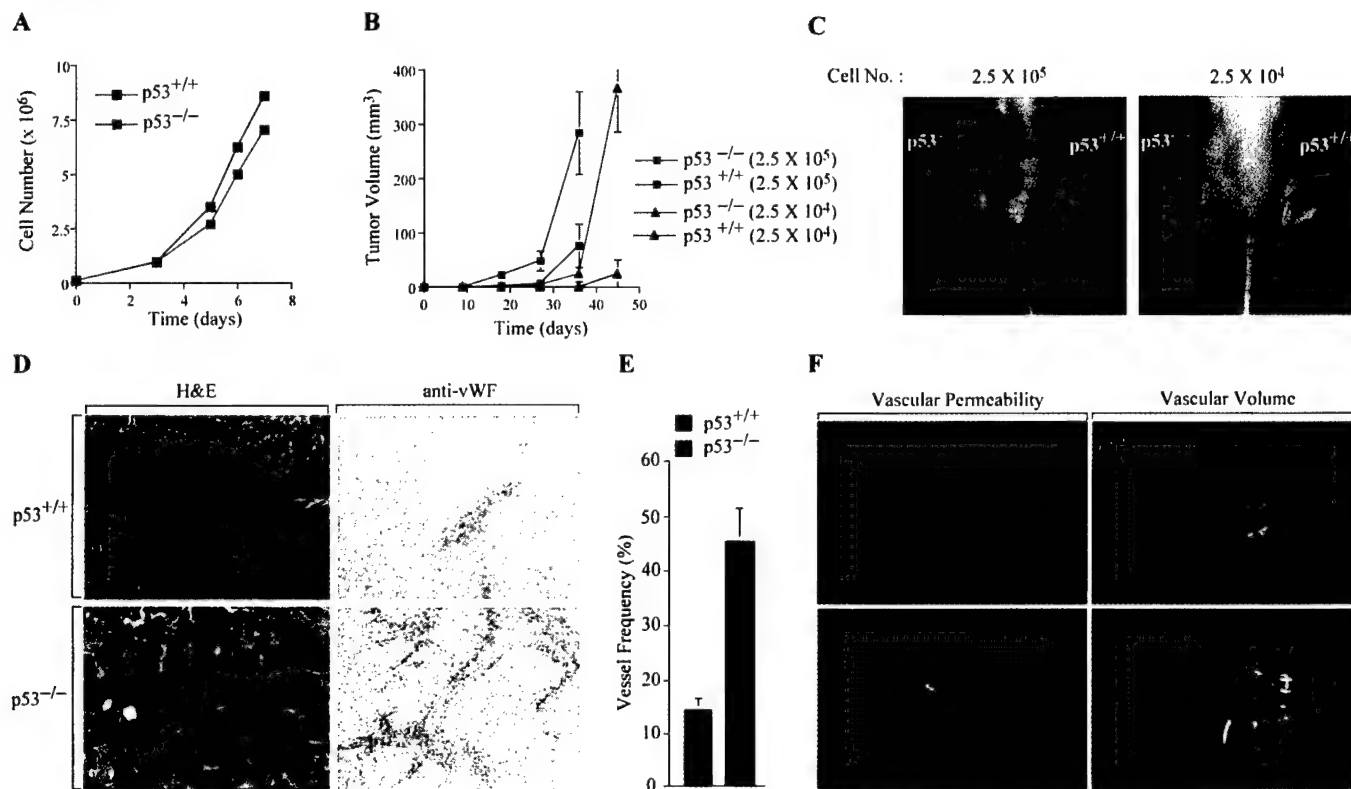 A
10
7.5
5
2.5
0
Cell Number (x 10⁶)
p53+/+
p53−/−
0 2 4 6 8
Time (days)
B
400
300
200
100
0
Tumor Volume (mm³)
0 10 20 30 40 50
Time (days)
p53 −/− (2.5 X 10⁵)
p53 +/+ (2.5 X 10⁵)
p53 −/− (2.5 X 10⁴)
p53 +/+ (2.5 X 10⁴)
C
Cell No. : 2.5 X 10⁵ 2.5 X 10⁴
p53- p53+/+ p53- p53+/+
D
H&E anti-vWF
p53+/+
p53−/−
E
p53+/+
p53−/−
60
50
40
30
20
10
0
Vessel Frequency (%)
F
Vascular Permeability Vascular Volume